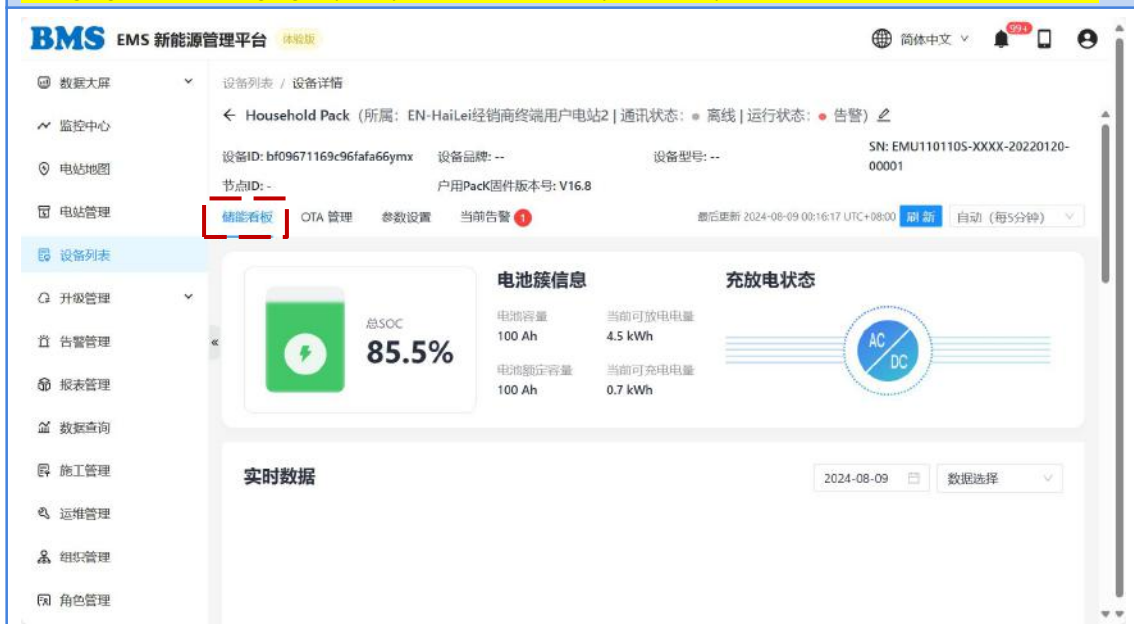 BMS EMS 新能源管理平台 体验版
简体中文
99+
数据大屏
监控中心
电站地图
电站管理
设备列表
升级管理
告警管理
报表管理
数据查询
施工管理
运维管理
组织管理
角色管理
设备列表 / 设备详情
← Household Pack (所属: EN-HaiLei经销商终端用户电站2 | 通讯状态: 离线 | 运行状态: 告警)
设备ID: bf09671169c96fafa66ymx 设备品牌: -- 设备型号: -- SN: EMU110110S-XXXX-20220120-
00001
节点ID: - 户用PacK固件版本号: V16.8
储能看板 OTA 管理 参数设置 当前告警 1 最后更新 2024-08-09 00:16:17 UTC+08:00 刷 新 自动 (每5分钟)
总SOC
85.5%
电池簇信息
电池容量 当前可放电电量
100 Ah 4.5 kWh
电池额定容量 当前可充电电量
100 Ah 0.7 kWh
充放电状态
AC
DC
«
实时数据
2024-08-09 数据选择